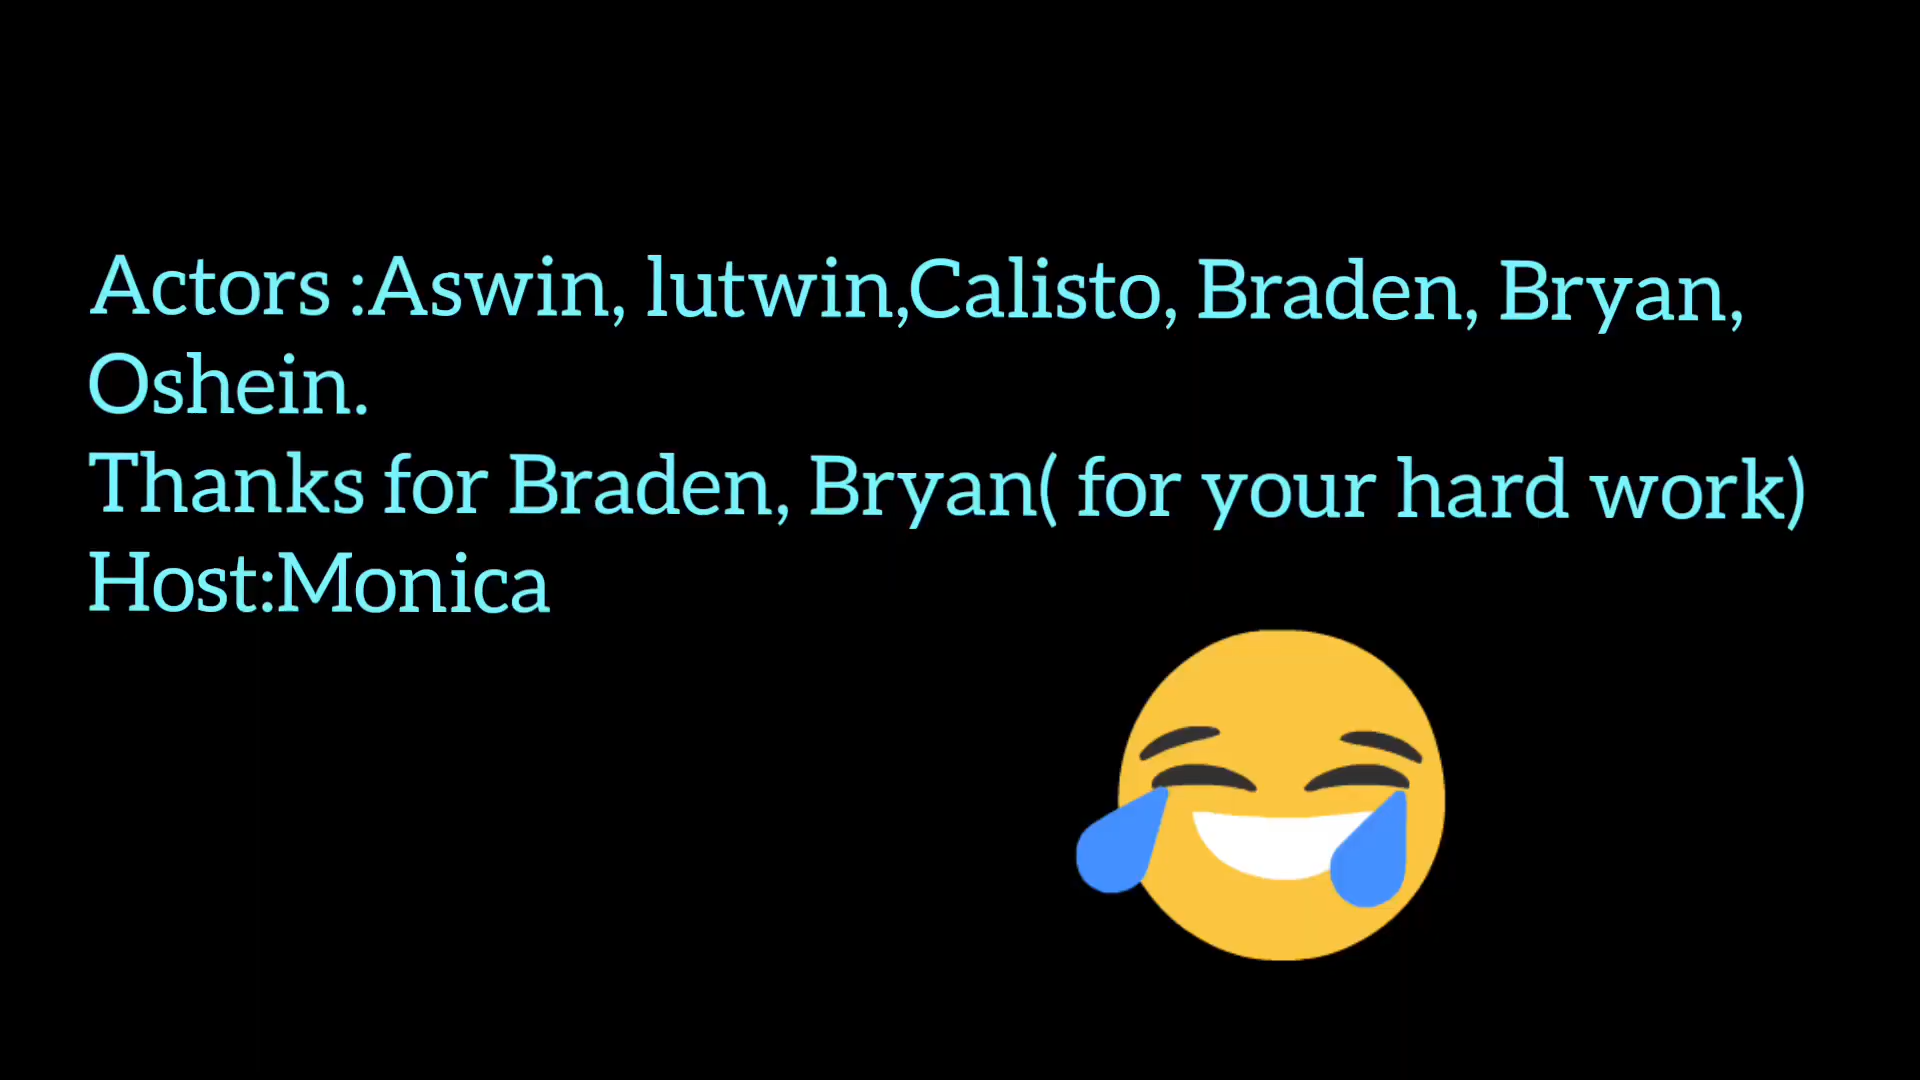 Actors :Aswin, lutwin,Calisto, Braden, Bryan,
Oshein.
Thanks for Braden, Bryan( for your hard work)
Host:Monica